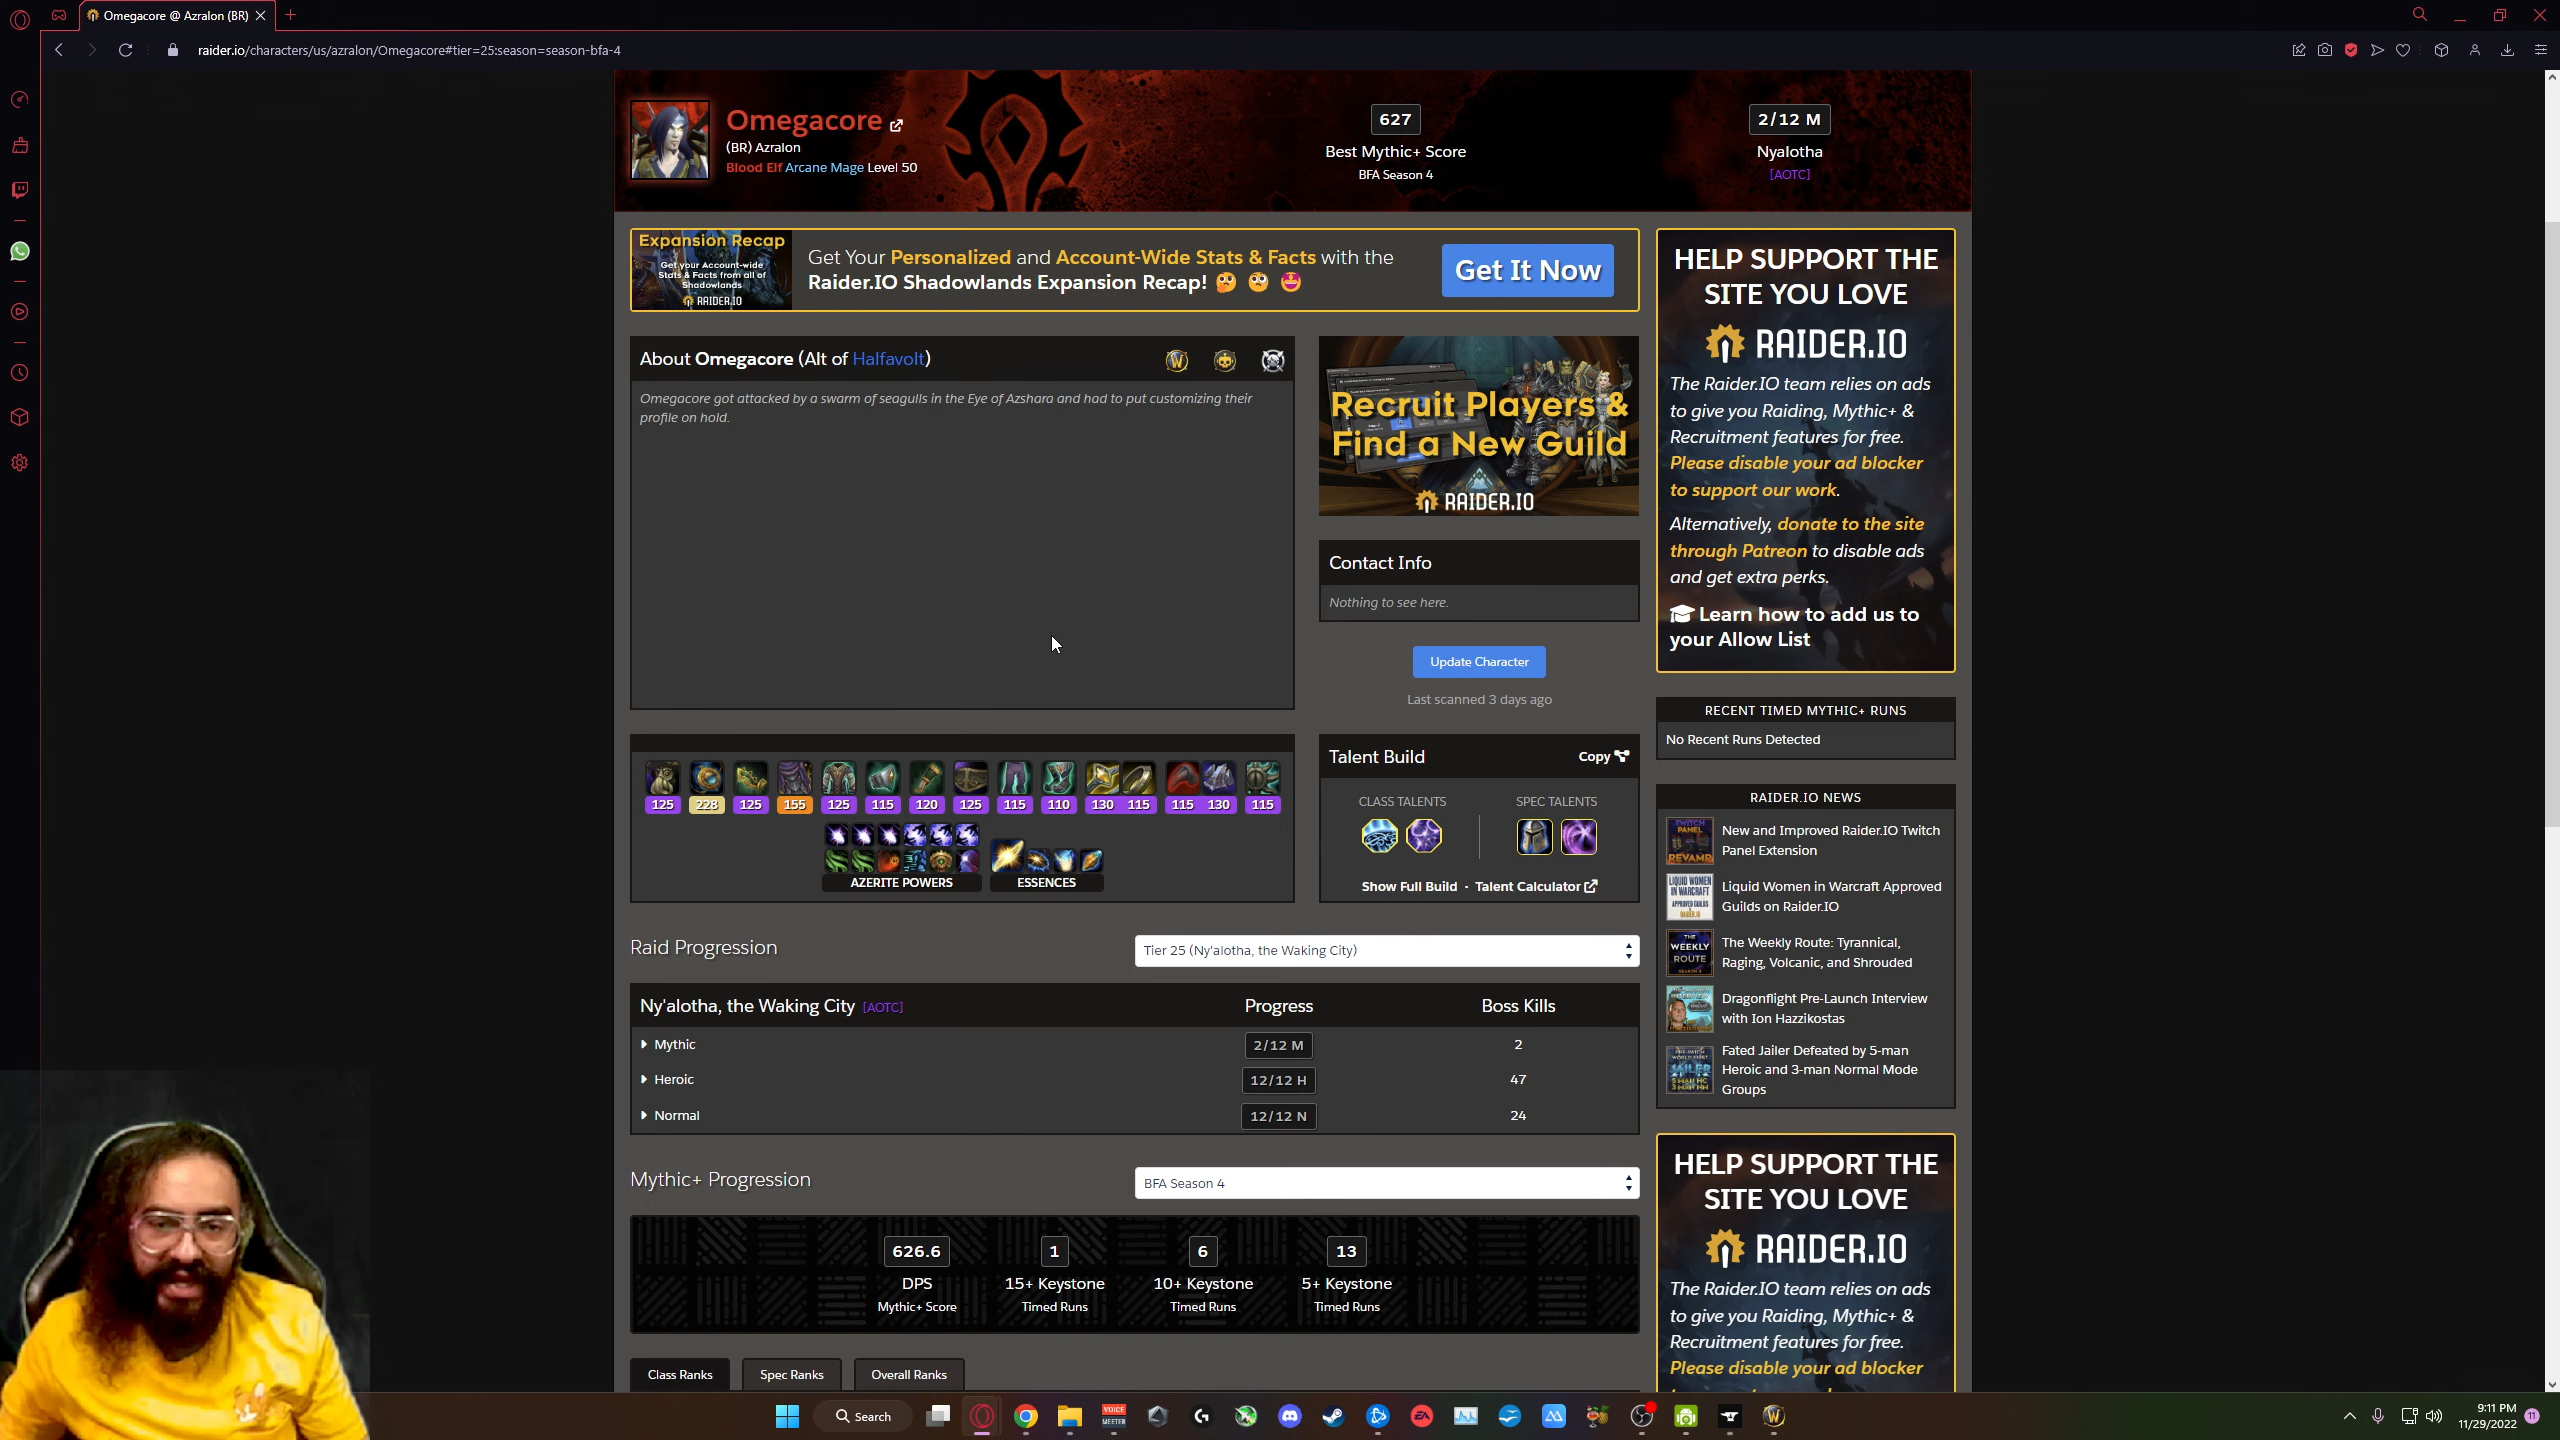 Omegacore @ Azralon (BR)
raider.io/characters/us/azralon/Omegacore#tier=25:season=season-bfa-4
Omegacore
(BR) Azralon
Blood Elf Arcane Mage Level 50
627
Best Mythic+ Score
BFA Season 4
2/12 M
Nyalotha
[AOTC]
Expansion Recap
Get your Account-wide
Stats & Facts from all of
Shadowlands
RAIDER.IO
Get Your Personalized and Account-Wide Stats & Facts with the
Raider.IO Shadowlands Expansion Recap!
Get It Now
HELP SUPPORT THE
SITE YOU LOVE
RAIDER.IO
The Raider.IO team relies on ads
to give you Raiding, Mythic+ &
Recruitment features for free.
Please disable your ad blocker
to support our work.
Alternatively, donate to the site
through Patreon to disable ads
and get extra perks.
Learn how to add us to
your Allow List
About Omegacore (Alt of Halfavolt)
Omegacore got attacked by a swarm of seagulls in the Eye of Azshara and had to put customizing their
profile on hold.
Recruit Players &
Find a New Guild
RAIDER.IO
Contact Info
Nothing to see here.
Update Character
Last scanned 3 days ago
RECENT TIMED MYTHIC+ RUNS
No Recent Runs Detected
125 228 125 155 125 115 120 125 115 110 130 115 115 130 115
AZERITE POWERS
ESSENCES
Talent Build
Copy
CLASS TALENTS
SPEC TALENTS
Show Full Build · Talent Calculator
RAIDER.IO NEWS
TWITCH
PANEL
REVAMP
New and Improved Raider.IO Twitch
Panel Extension
LIQUID WOMEN
IN WARCRAFT
APPROVED
GUILDS
Liquid Women in Warcraft Approved
Guilds on Raider.IO
THE
WEEKLY
ROUTE
The Weekly Route: Tyrannical,
Raging, Volcanic, and Shrouded
Dragonflight Pre-Launch Interview
with Ion Hazzikostas
JAILER
Fated Jailer Defeated by 5-man
Heroic and 3-man Normal Mode
Groups
Raid Progression
Tier 25 (Ny'alotha, the Waking City)
Ny'alotha, the Waking City [AOTC]
Progress
Boss Kills
Mythic
2/12 M
2
Heroic
12/12 H
47
Normal
12/12 N
24
Mythic+ Progression
BFA Season 4
626.6
DPS
Mythic+ Score
1
15+ Keystone
Timed Runs
6
10+ Keystone
Timed Runs
13
5+ Keystone
Timed Runs
Class Ranks
Spec Ranks
Overall Ranks
HELP SUPPORT THE
SITE YOU LOVE
RAIDER.IO
The Raider.IO team relies on ads
to give you Raiding, Mythic+ &
Recruitment features for free.
Please disable your ad blocker
Search
VOICE
MEETER
EA
9:11 PM
11/29/2022
11